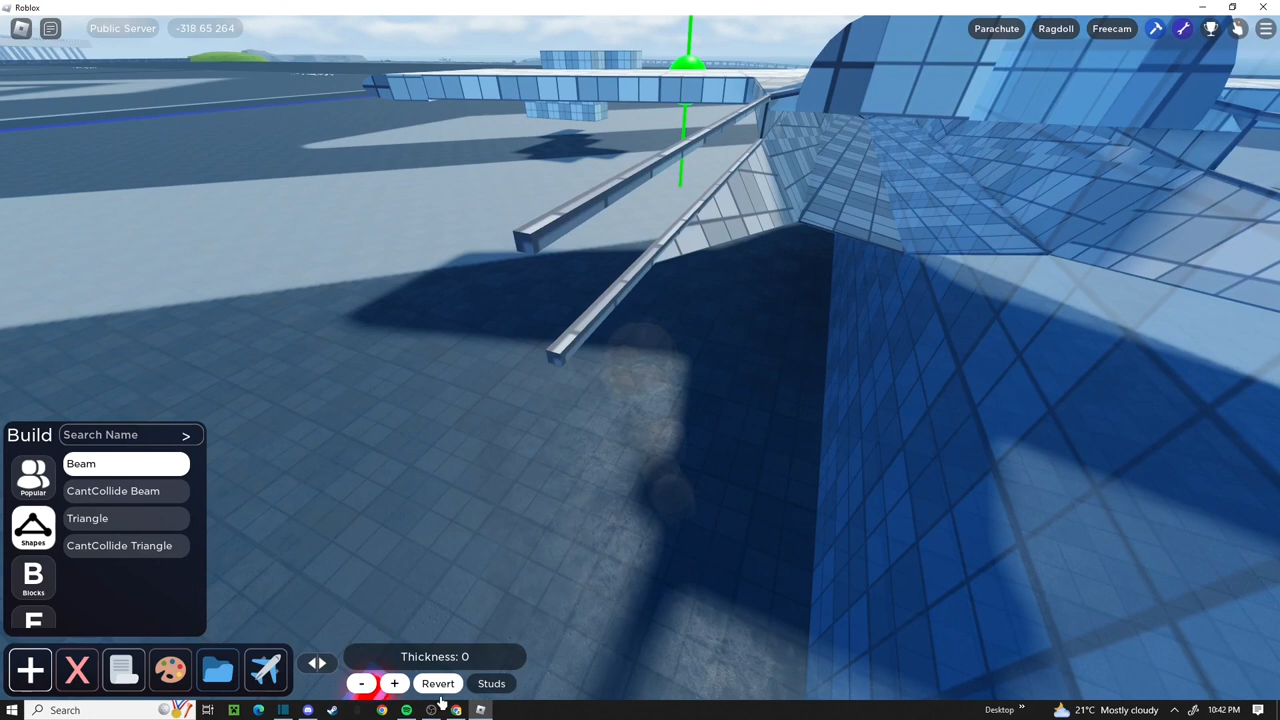 Roblox
Public Server
-318 65 264
Parachute
Ragdoll
Freecam
Build
Search Name
>
Popular
Shapes
B
Blocks
Beam
CantCollide Beam
Triangle
CantCollide Triangle
Thickness: 0
-
+
Revert
Studs
Search
Desktop
21°C Mostly cloudy
10:42 PM